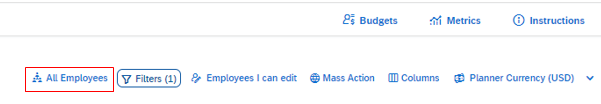 Budgets Metrics Instructions
All Employees Filters (1) Employees I can edit Mass Action Columns Planner Currency (USD)